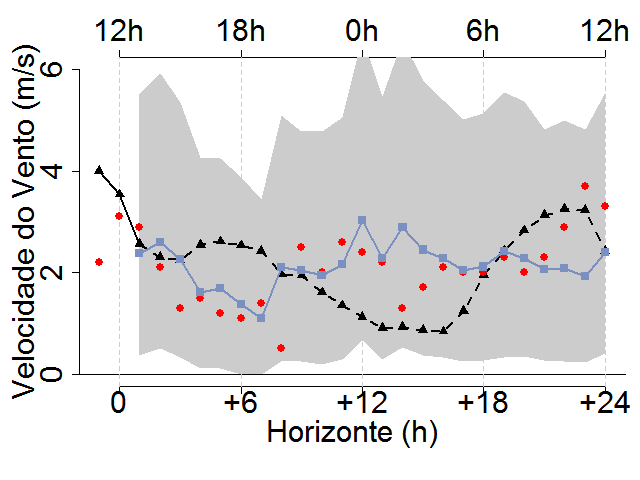 12h 18h 0h 6h 12h
Velocidade do Vento (m/s)
6
4
2
0
0 +6 +12 +18 +24
Horizonte (h)